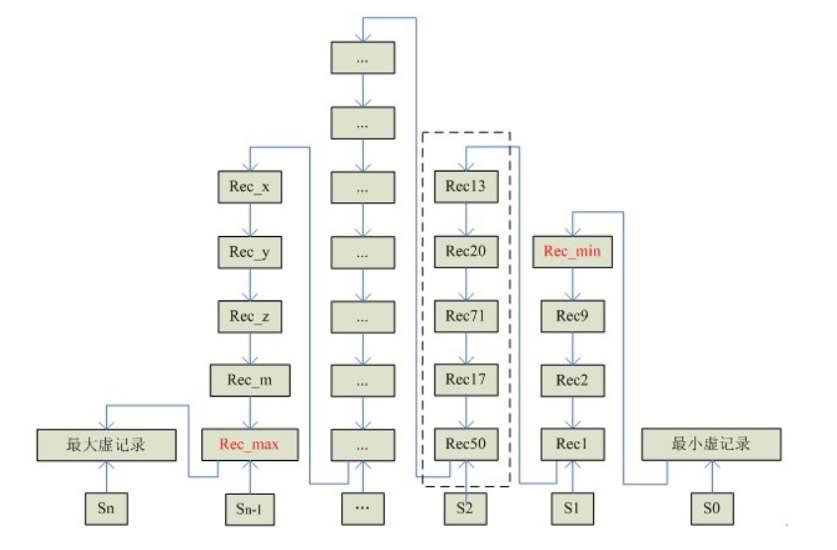 ...
...
Rec_x
...
Rec13
Rec_y
...
Rec20
Rec_min
Rec_z
...
Rec71
Rec9
Rec_m
...
Rec17
Rec2
最大虚记录
Rec_max
...
Rec50
Rec1
最小虚记录
Sn
Sn-1
...
S2
S1
S0